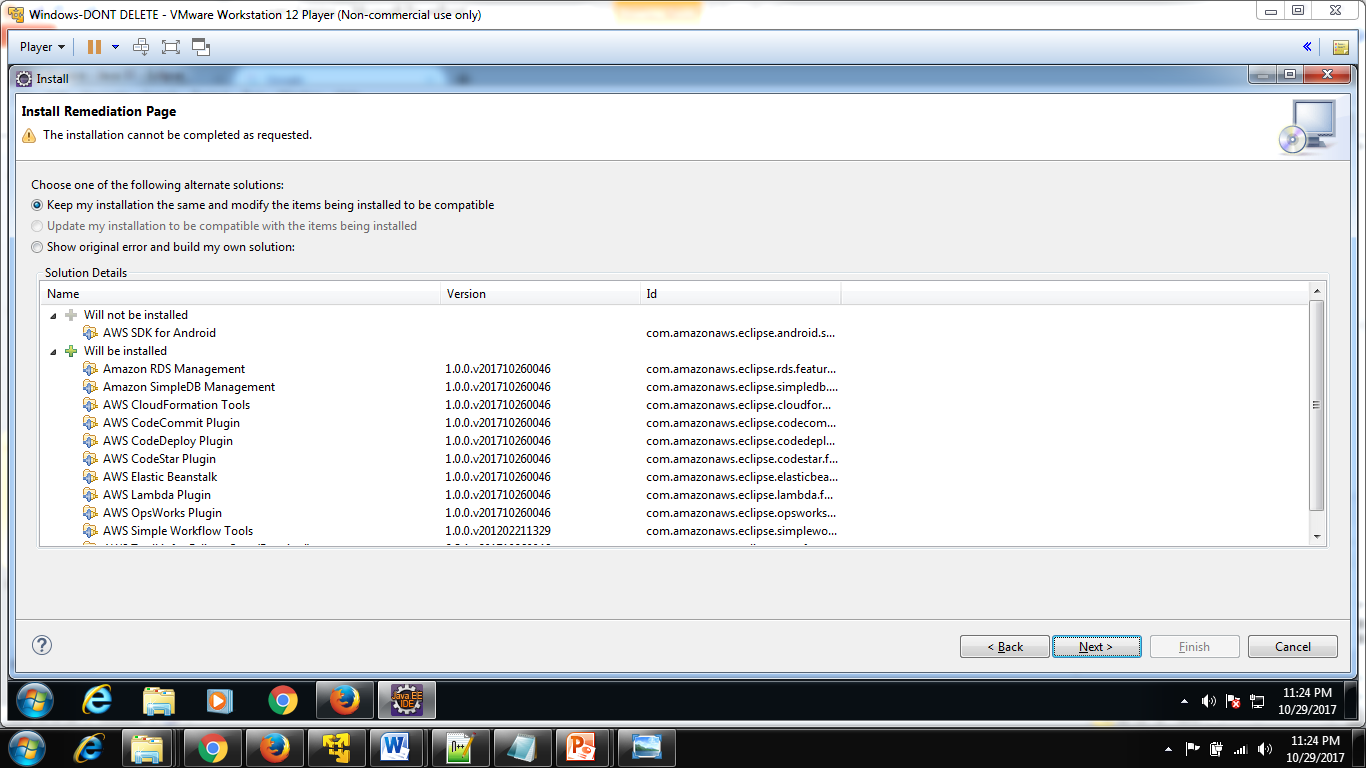 Windows-DONT DELETE - VMware Workstation 12 Player (Non-commercial use only)
Player
Install
Install Remediation Page
The installation cannot be completed as requested.
Choose one of the following alternate solutions:
Keep my installation the same and modify the items being installed to be compatible
Update my installation to be compatible with the items being installed
Show original error and build my own solution:
Solution Details
Name Version Id
Will not be installed
AWS SDK for Android com.amazonaws.eclipse.android.s...
Will be installed
Amazon RDS Management 1.0.0.v201710260046 com.amazonaws.eclipse.rds.featur...
Amazon SimpleDB Management 1.0.0.v201710260046 com.amazonaws.eclipse.simpledb....
AWS CloudFormation Tools 1.0.0.v201710260046 com.amazonaws.eclipse.cloudfor...
AWS CodeCommit Plugin 1.0.0.v201710260046 com.amazonaws.eclipse.codecom...
AWS CodeDeploy Plugin 1.0.0.v201710260046 com.amazonaws.eclipse.codedepl...
AWS CodeStar Plugin 1.0.0.v201710260046 com.amazonaws.eclipse.codestar.f...
AWS Elastic Beanstalk 1.0.0.v201710260046 com.amazonaws.eclipse.elasticbea...
AWS Lambda Plugin 1.0.0.v201710260046 com.amazonaws.eclipse.lambda.f...
AWS OpsWorks Plugin 1.0.0.v201710260046 com.amazonaws.eclipse.opsworks...
AWS Simple Workflow Tools 1.0.0.v201202211329 com.amazonaws.eclipse.simplewo...
< Back Next > Finish Cancel
Java EE
IDE
11:24 PM
10/29/2017
11:24 PM
10/29/2017